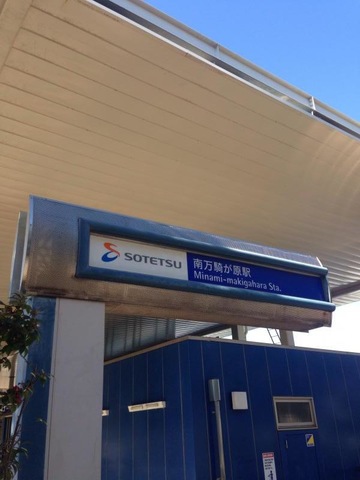 SOTETSU
南万騎が原駅
Minami-makigahara Sta.